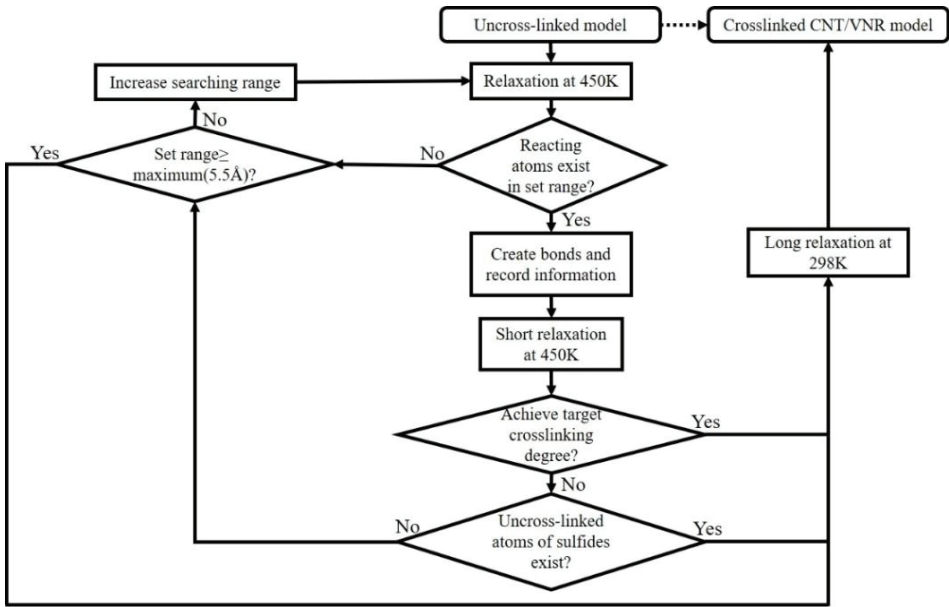 Uncross-linked model
Crosslinked CNT/VNR model
Increase searching range
Relaxation at 450K
No
Yes
Set range≥
maximum(5.5Å)?
No
Reacting
atoms exist
in set range?
Yes
Create bonds and
record information
Long relaxation at
298K
Short relaxation
at 450K
Achieve target
crosslinking
degree?
Yes
No
No
Uncross-linked
atoms of sulfides
exist?
Yes